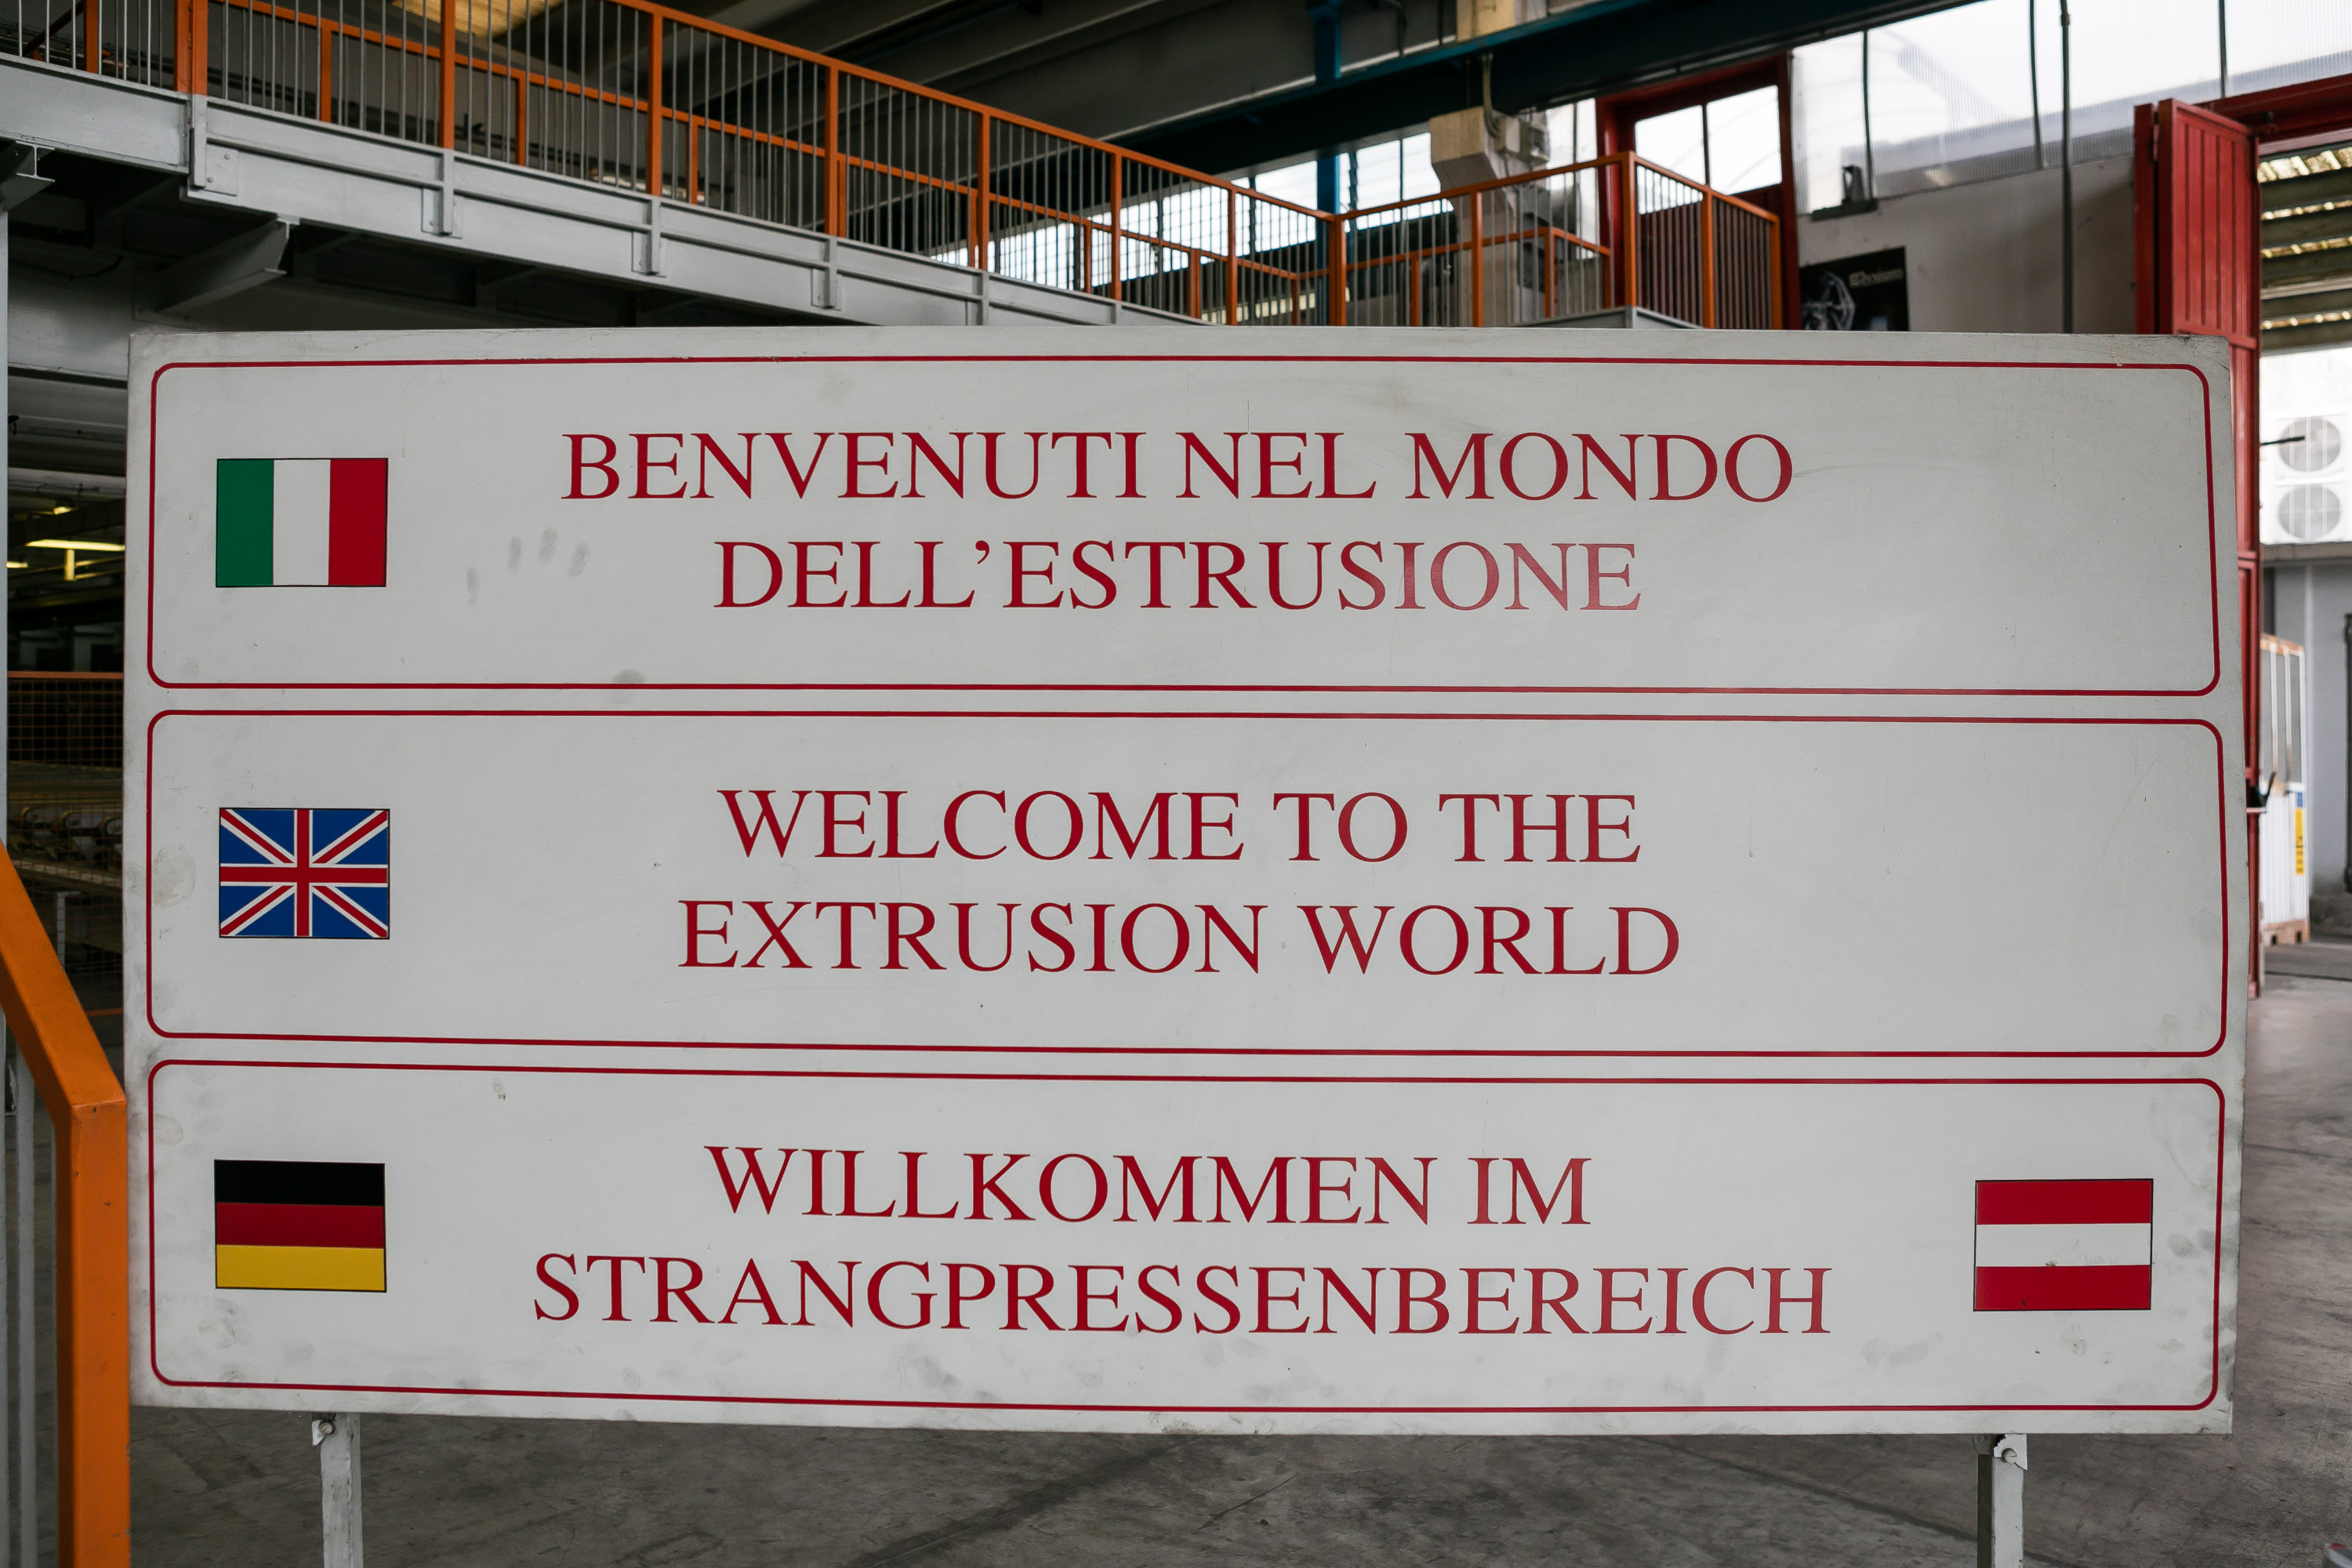 BENVENUTI NEL MONDO
DELL’ESTRUSIONE
WELCOME TO THE
EXTRUSION WORLD
WILLKOMMEN IM
STRANGPRESSENBEREICH